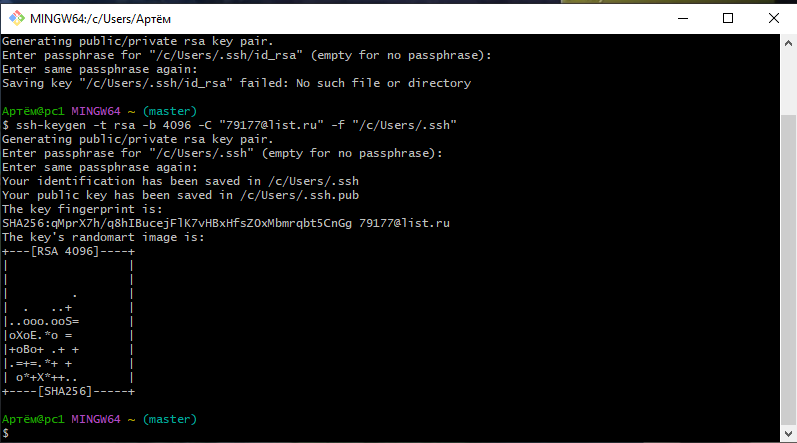 MINGW64:/c/Users/Артём
Generating public/private rsa key pair.
Enter passphrase for "/c/Users/.ssh/id_rsa" (empty for no passphrase):
Enter same passphrase again:
Saving key "/c/Users/.ssh/id_rsa" failed: No such file or directory
Артём@pc1 MINGW64 ~ (master)
$ ssh-keygen -t rsa -b 4096 -C "79177@list.ru" -f "/c/Users/.ssh"
Generating public/private rsa key pair.
Enter passphrase for "/c/Users/.ssh" (empty for no passphrase):
Enter same passphrase again:
Your identification has been saved in /c/Users/.ssh
Your public key has been saved in /c/Users/.ssh.pub
The key fingerprint is:
SHA256:qMprX7h/q8hIBucejFlK7vHBxHfsZOxMbmrqbt5CnGg 79177@list.ru
The key's randomart image is:
+---[RSA 4096]----+
|                 |
|                 |
|         .       |
|  .   ..+        |
|..ooo.ooS=       |
|oXoE.*o =        |
|+oBo+ .+ +       |
|.=+=.*+ +        |
| o*+X*++..       |
+----[SHA256]-----+
Артём@pc1 MINGW64 ~ (master)
$